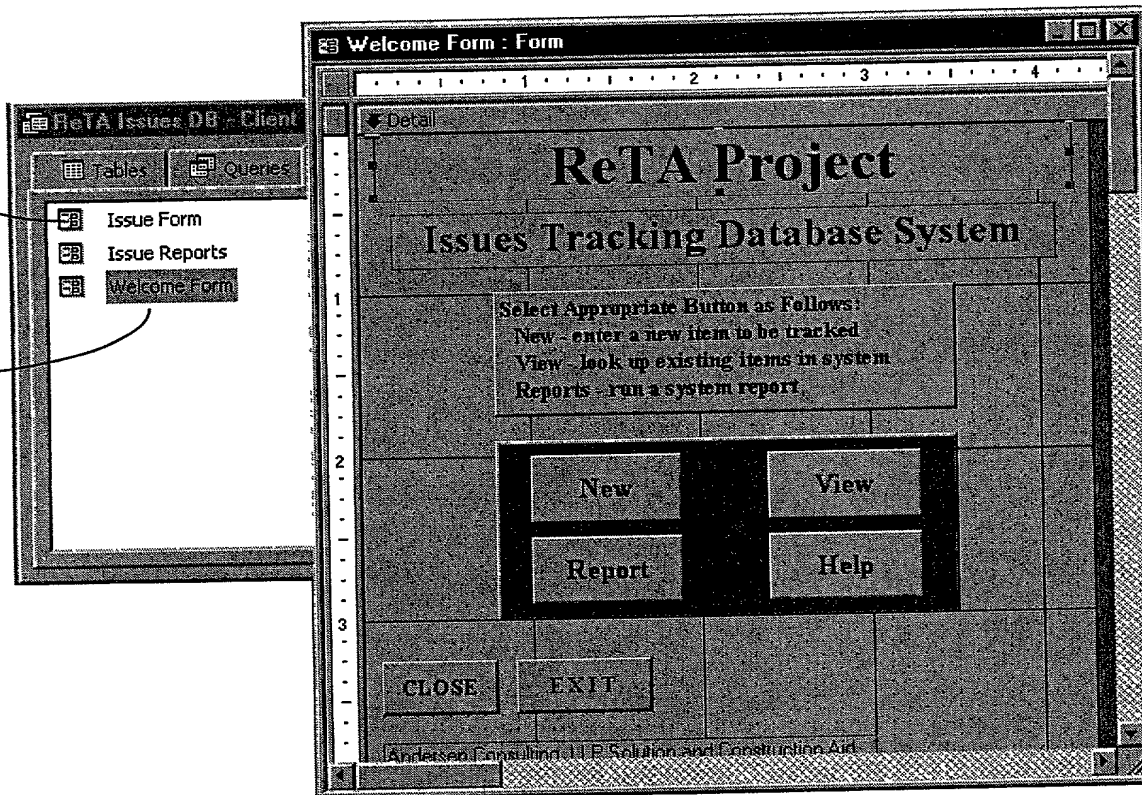 Welcome Form : Form
1 2 3 4
ReTA Issues DB - Client
Tables Queries
Issue Form
Issue Reports
Welcome Form
Detail
ReTA Project
Issues Tracking Database System
1
Select Appropriate Button as Follows:
New - enter a new item to be tracked
View - look up existing items in system
Reports - run a system report
2
New View
Report Help
3
CLOSE EXIT
Andersen Consulting, LLP Solution and Construction Aid